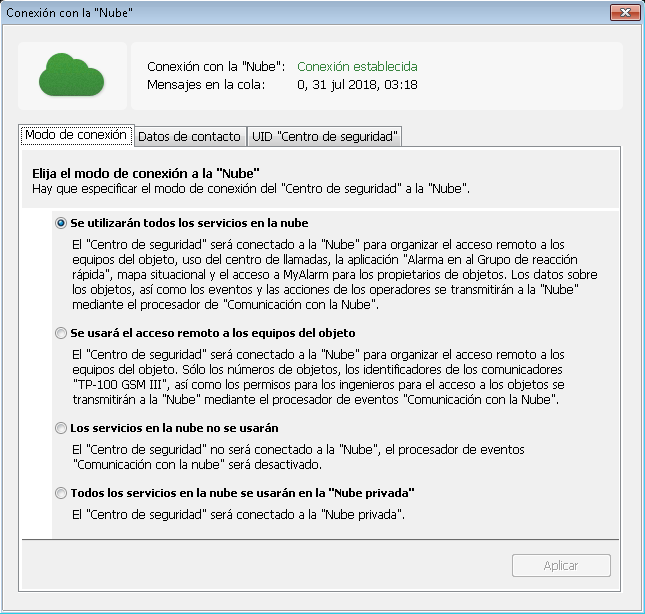 Conexión con la "Nube"
Conexión con la "Nube": Conexión establecida
Mensajes en la cola: 0, 31 jul 2018, 03:18
Modo de conexión Datos de contacto UID "Centro de seguridad"
Elija el modo de conexión a la "Nube"
Hay que especificar el modo de conexión del "Centro de seguridad" a la "Nube".
Se utilizarán todos los servicios en la nube
El "Centro de seguridad" será conectado a la "Nube" para organizar el acceso remoto a los
equipos del objeto, uso del centro de llamadas, la aplicación "Alarma en al Grupo de reacción
rápida", mapa situacional y el acceso a MyAlarm para los propietarios de objetos. Los datos sobre
los objetos, así como los eventos y las acciones de los operadores se transmitirán a la "Nube"
mediante el procesador de "Comunicación con la Nube".
Se usará el acceso remoto a los equipos del objeto
El "Centro de seguridad" será conectado a la "Nube" para organizar el acceso remoto a los
equipos del objeto. Sólo los números de objetos, los identificadores de los comunicadores
"TP-100 GSM III", así como los permisos para los ingenieros para el acceso a los objetos se
transmitirán a la "Nube" mediante el procesador de eventos "Comunicación con la Nube".
Los servicios en la nube no se usarán
El "Centro de seguridad" no será conectado a la "Nube", el procesador de eventos
"Comunicación con la nube" será desactivado.
Todos los servicios en la nube se usarán en la "Nube privada"
El "Centro de seguridad" será conectado a la "Nube privada".
Aplicar